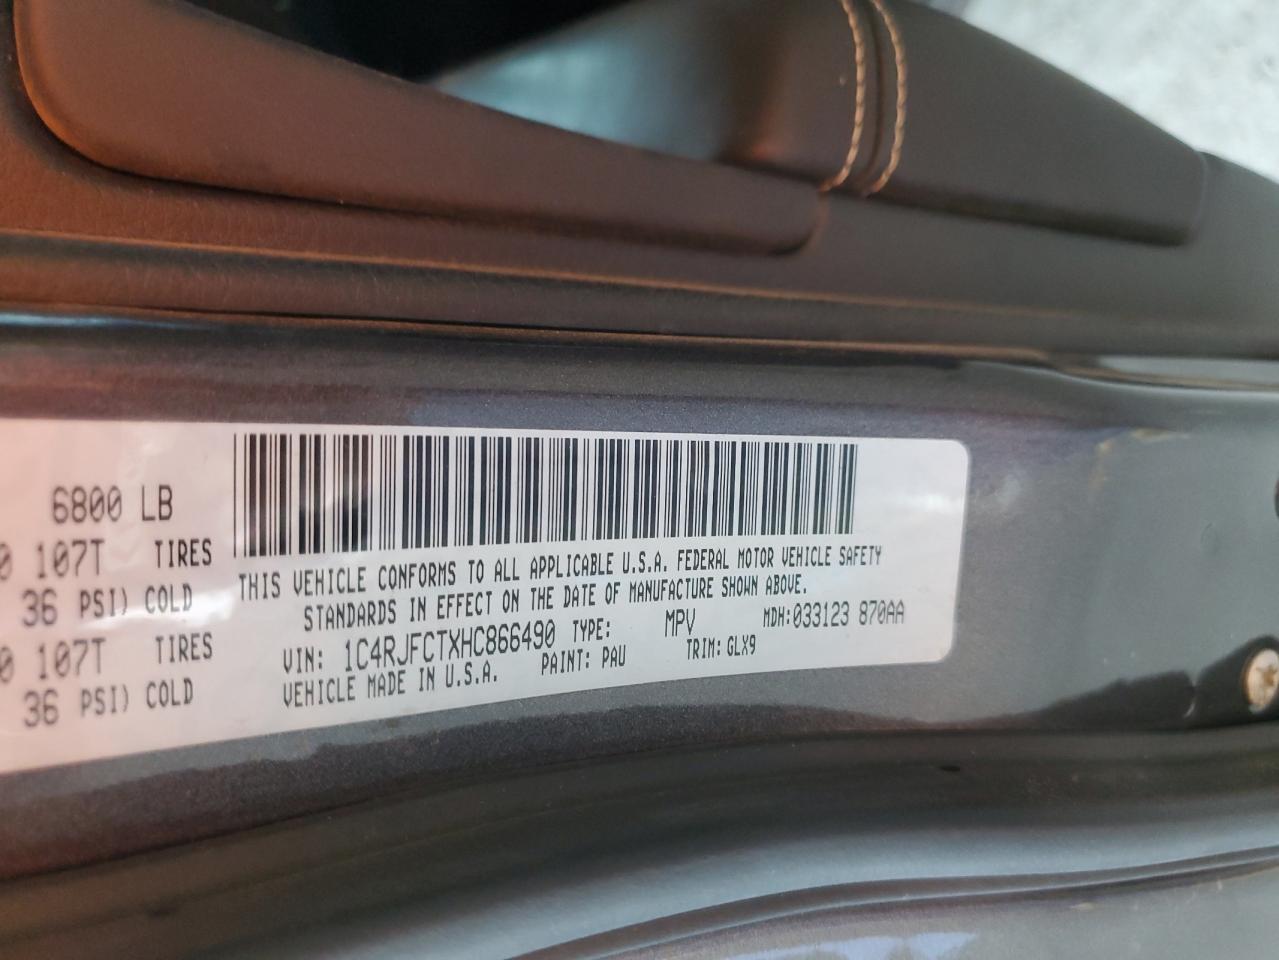 6800 LB
0 107T TIRES
36 PSI) COLD
0 107T TIRES
36 PSI) COLD
THIS VEHICLE CONFORMS TO ALL APPLICABLE U.S.A. FEDERAL MOTOR VEHICLE SAFETY
STANDARDS IN EFFECT ON THE DATE OF MANUFACTURE SHOWN ABOVE.
VIN: 1C4RJFCTXHC866490 TYPE: MPV MDH:033123 870AA
VEHICLE MADE IN U.S.A. PAINT: PAU TRIM: GLX9